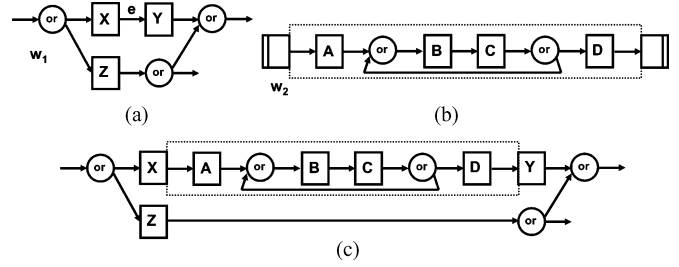 or X e Y or
w1 Z or
(a)
A or B C or D
w2
(b)
or X A or B C or D Y or
Z or
(c)